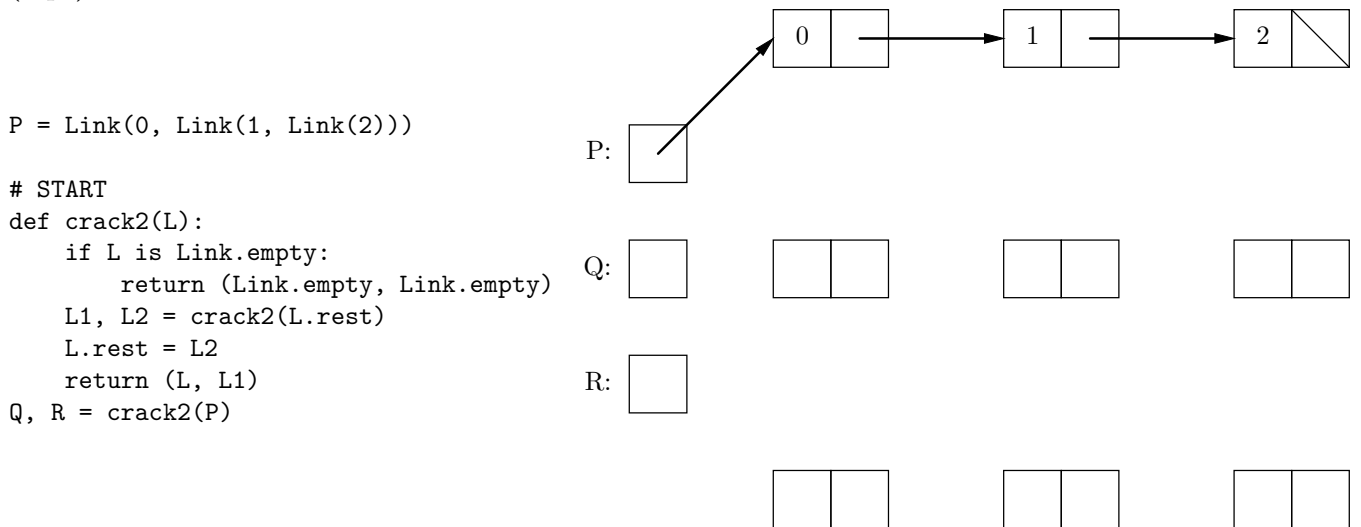 0 1 2
P = Link(0, Link(1, Link(2)))
P:
# START
def crack2(L):
    if L is Link.empty:
        return (Link.empty, Link.empty)
    L1, L2 = crack2(L.rest)
    L.rest = L2
    return (L, L1)
Q, R = crack2(P)
Q:
R: